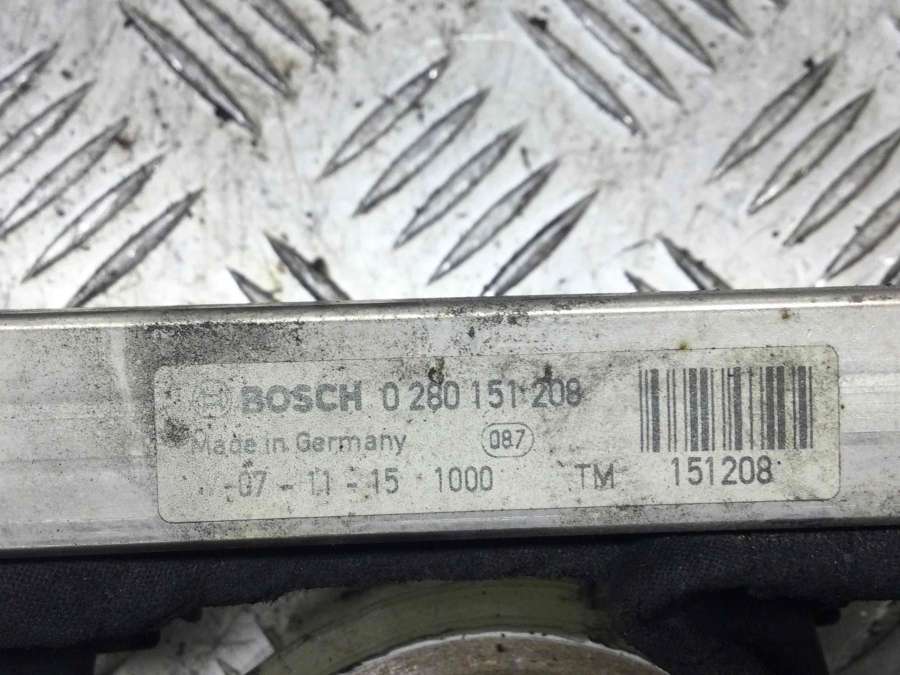 BOSCH 0 280 151 208
Made in Germany 087
-07-11-15 1000 TM 151208